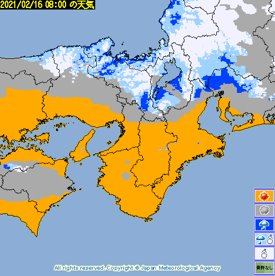 2021/02/16 08:00 の天気
All rights reserved. Copyright © Japan Meteorological Agency